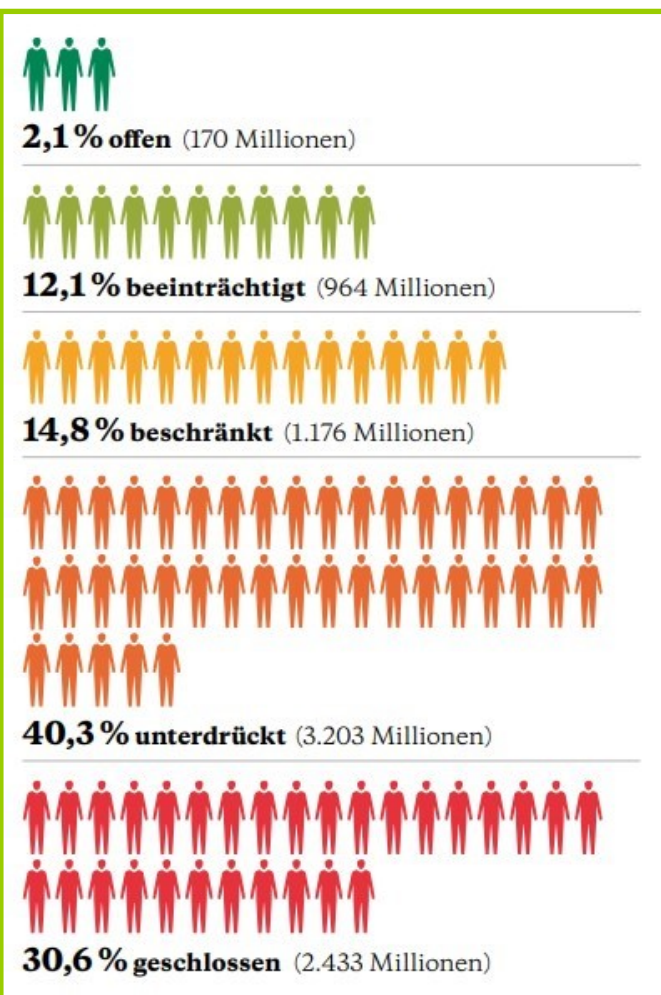 2,1 % offen (170 Millionen)
12,1 % beeinträchtigt (964 Millionen)
14,8 % beschränkt (1.176 Millionen)
40,3 % unterdrückt (3.203 Millionen)
30,6 % geschlossen (2.433 Millionen)